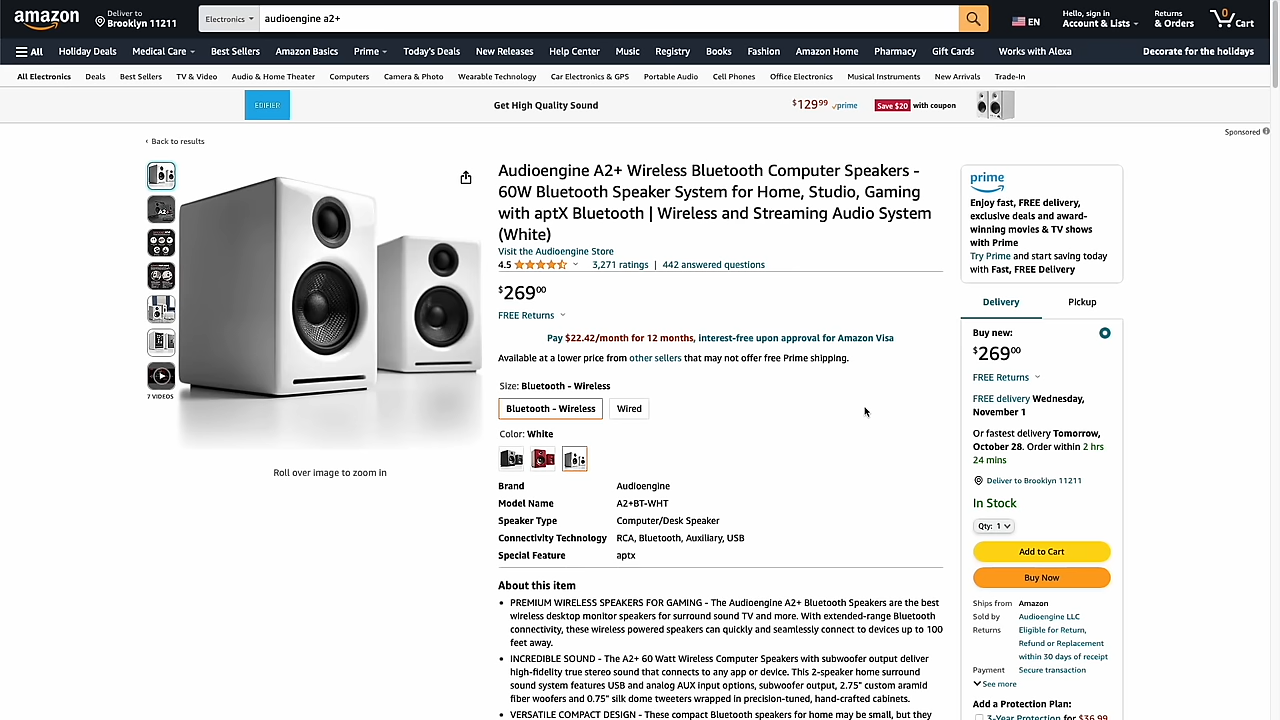 amazon
Deliver to
Brooklyn 11211
Electronics
audioengine a2+
EN
Hello, sign in
Account & Lists
Returns
& Orders
0
Cart
All
Holiday Deals
Medical Care
Best Sellers
Amazon Basics
Prime
Today's Deals
New Releases
Help Center
Music
Registry
Books
Fashion
Amazon Home
Pharmacy
Gift Cards
Works with Alexa
Decorate for the holidays
All Electronics
Deals
Best Sellers
TV & Video
Audio & Home Theater
Computers
Camera & Photo
Wearable Technology
Car Electronics & GPS
Portable Audio
Cell Phones
Office Electronics
Musical Instruments
New Arrivals
Trade-In
EDIFIER
Get High Quality Sound
$129.99 prime
Save $20 with coupon
Sponsored
‹ Back to results
7 VIDEOS
Roll over image to zoom in
Audioengine A2+ Wireless Bluetooth Computer Speakers -
60W Bluetooth Speaker System for Home, Studio, Gaming
with aptX Bluetooth | Wireless and Streaming Audio System
(White)
Visit the Audioengine Store
4.5 3,271 ratings | 442 answered questions
$26900
FREE Returns
Pay $22.42/month for 12 months, interest-free upon approval for Amazon Visa
Available at a lower price from other sellers that may not offer free Prime shipping.
Size: Bluetooth - Wireless
Bluetooth - Wireless
Wired
Color: White
Brand Audioengine
Model Name A2+BT-WHT
Speaker Type Computer/Desk Speaker
Connectivity Technology RCA, Bluetooth, Auxiliary, USB
Special Feature aptx
About this item
• PREMIUM WIRELESS SPEAKERS FOR GAMING - The Audioengine A2+ Bluetooth Speakers are the best
wireless desktop monitor speakers for surround sound TV and more. With extended-range Bluetooth
connectivity, these wireless powered speakers can quickly and seamlessly connect to devices up to 100
feet away.
• INCREDIBLE SOUND - The A2+ 60 Watt Wireless Computer Speakers with subwoofer output deliver
high-fidelity true stereo sound that connects to any app or device. This 2-speaker home surround
sound system features USB and analog AUX input options, subwoofer output, 2.75" custom aramid
fiber woofers and 0.75" silk dome tweeters wrapped in precision-tuned, hand-crafted cabinets.
• VERSATILE COMPACT DESIGN - These compact Bluetooth speakers for home may be small, but they
prime
Enjoy fast, FREE delivery,
exclusive deals and award-
winning movies & TV shows
with Prime
Try Prime and start saving today
with Fast, FREE Delivery
Delivery
Pickup
Buy new:
$26900
FREE Returns
FREE delivery Wednesday,
November 1
Or fastest delivery Tomorrow,
October 28. Order within 2 hrs
24 mins
Deliver to Brooklyn 11211
In Stock
Qty: 1
Add to Cart
Buy Now
Ships from Amazon
Sold by Audioengine LLC
Returns Eligible for Return,
Refund or Replacement
within 30 days of receipt
Payment Secure transaction
See more
Add a Protection Plan:
3-Year Protection for $36.99